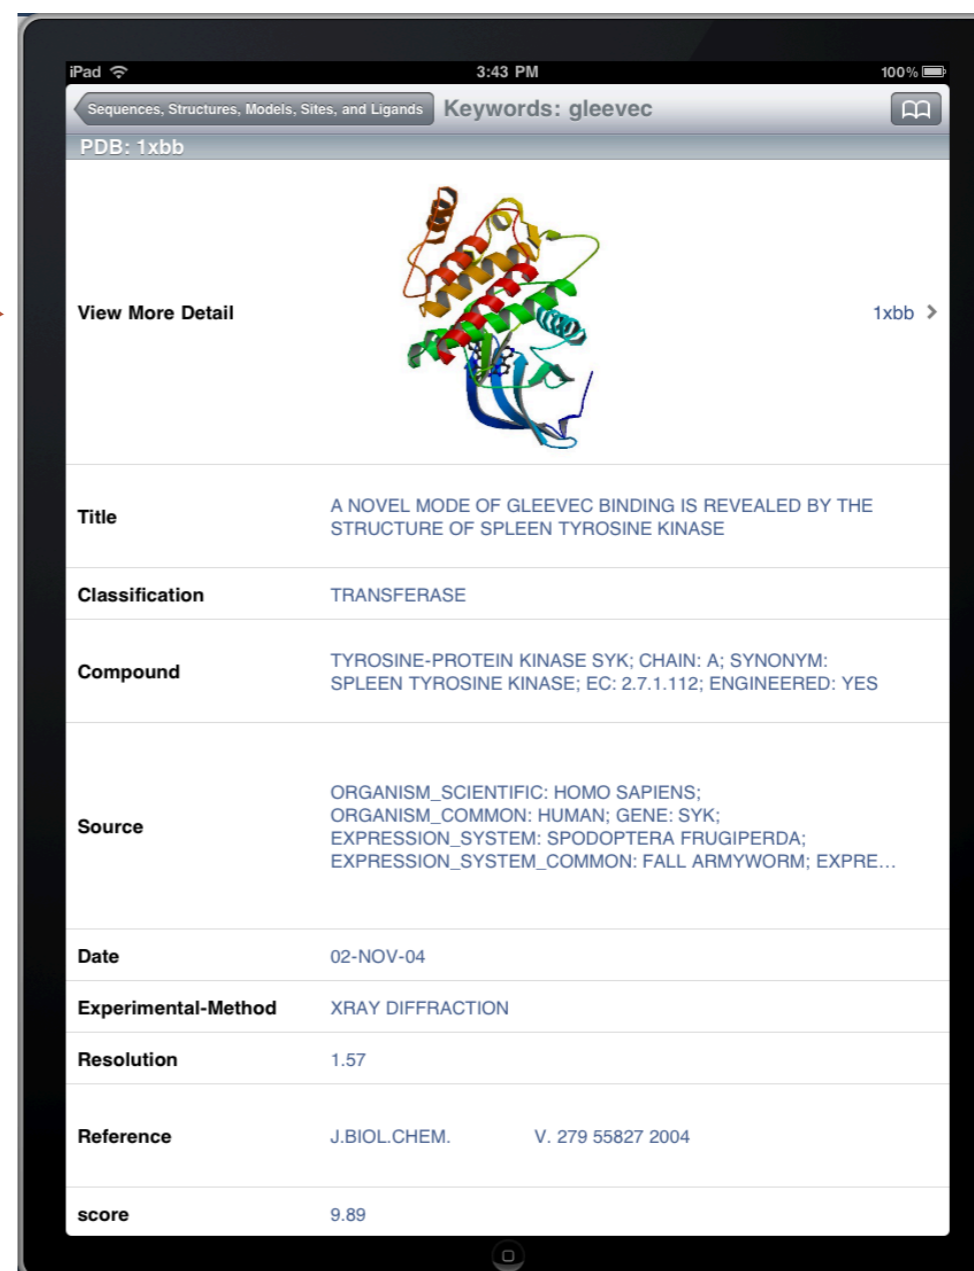 iPad 3:43 PM 100%
Sequences, Structures, Models, Sites, and Ligands Keywords: gleevec
PDB: 1xbb
View More Detail 1xbb
Title A NOVEL MODE OF GLEEVEC BINDING IS REVEALED BY THE
STRUCTURE OF SPLEEN TYROSINE KINASE
Classification TRANSFERASE
Compound TYROSINE-PROTEIN KINASE SYK; CHAIN: A; SYNONYM:
SPLEEN TYROSINE KINASE; EC: 2.7.1.112; ENGINEERED: YES
Source ORGANISM_SCIENTIFIC: HOMO SAPIENS;
ORGANISM_COMMON: HUMAN; GENE: SYK;
EXPRESSION_SYSTEM: SPODOPTERA FRUGIPERDA;
EXPRESSION_SYSTEM_COMMON: FALL ARMYWORM; EXPRE...
Date 02-NOV-04
Experimental-Method XRAY DIFFRACTION
Resolution 1.57
Reference J.BIOL.CHEM. V. 279 55827 2004
score 9.89